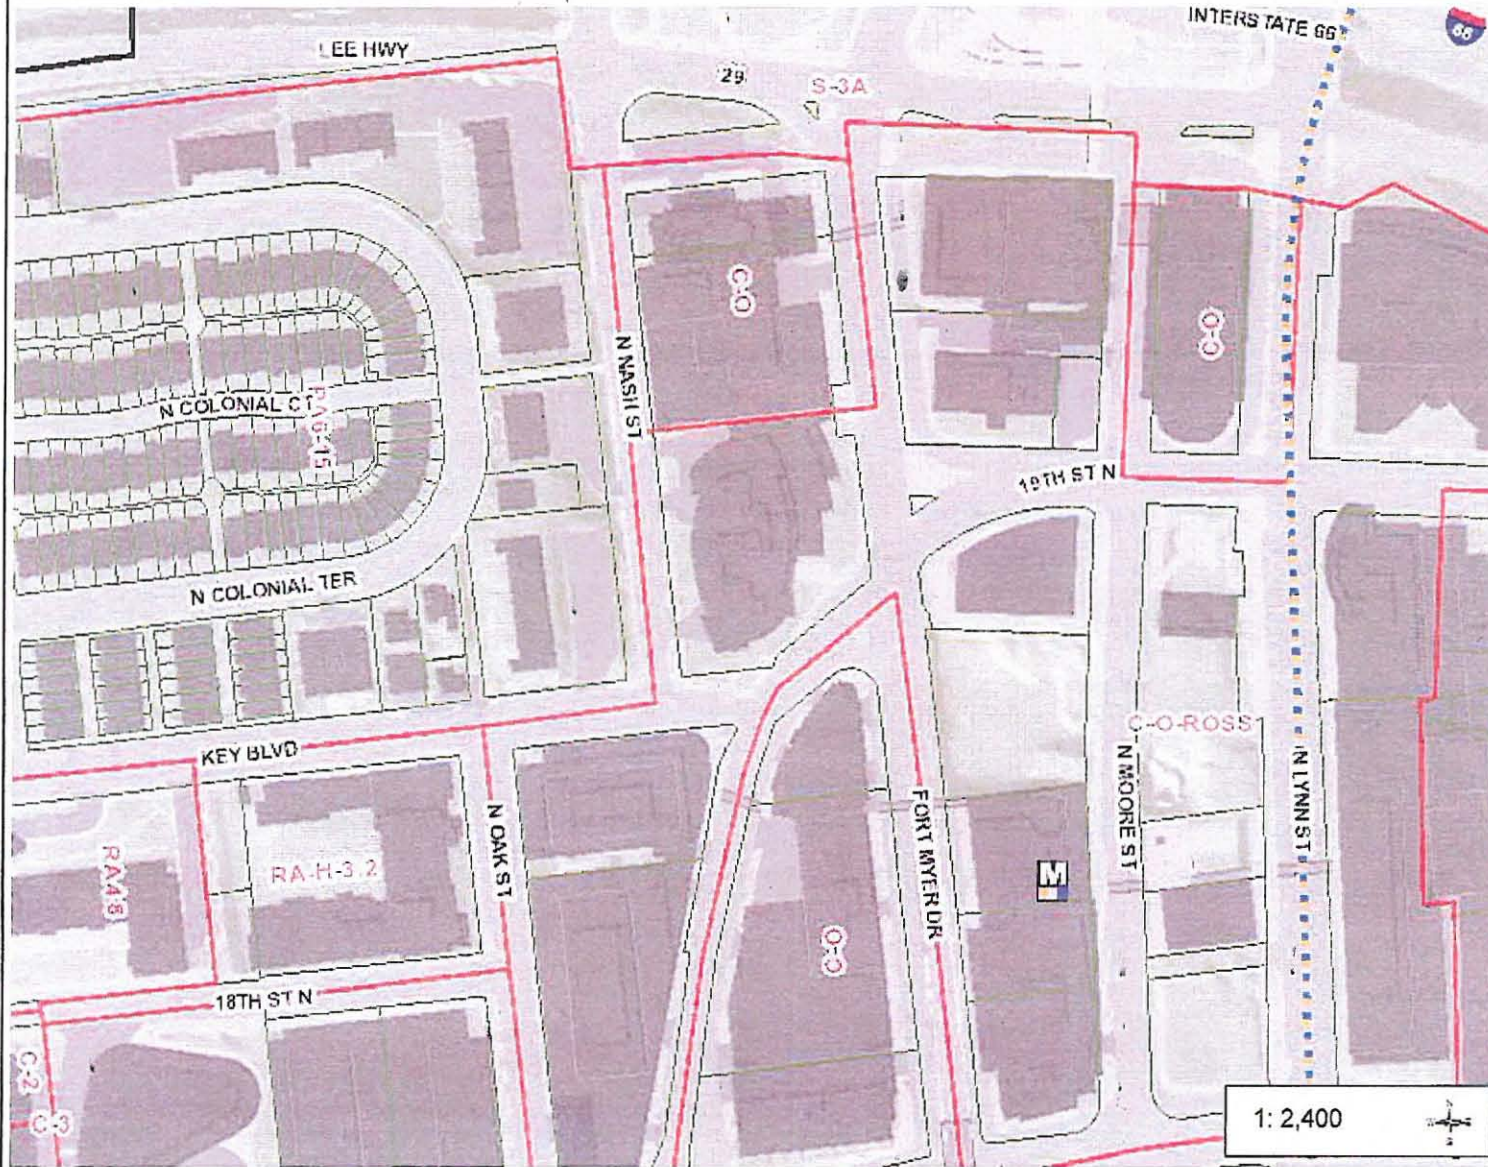 INTERSTATE 66
66
LEE HWY
29
S-3A
C-O
C-O
N NASH ST
N COLONIAL CT
RA6-15
19TH ST N
N COLONIAL TER
C-O-ROSS
KEY BLVD
N OAK ST
FORT MYER DR
N MOORE ST
N LYNN ST
RA4.8
RA-H-3.2
M
C-O
18TH ST N
C-2
C-3
1: 2,400